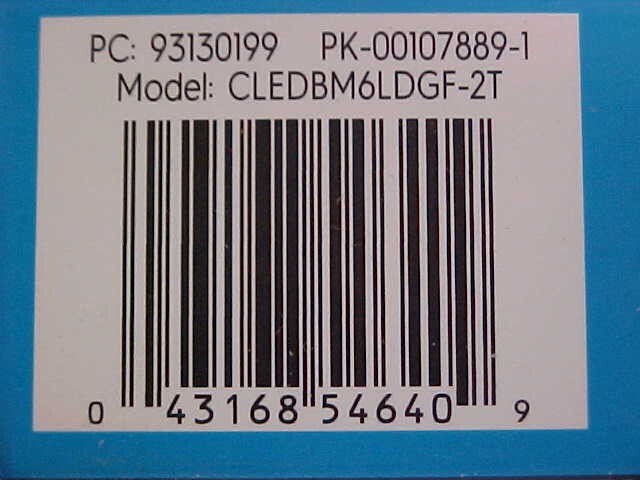 PC: 93130199 PK-00107889-1
Model: CLEDBM6LDGF-2T
0 43168 54640 9